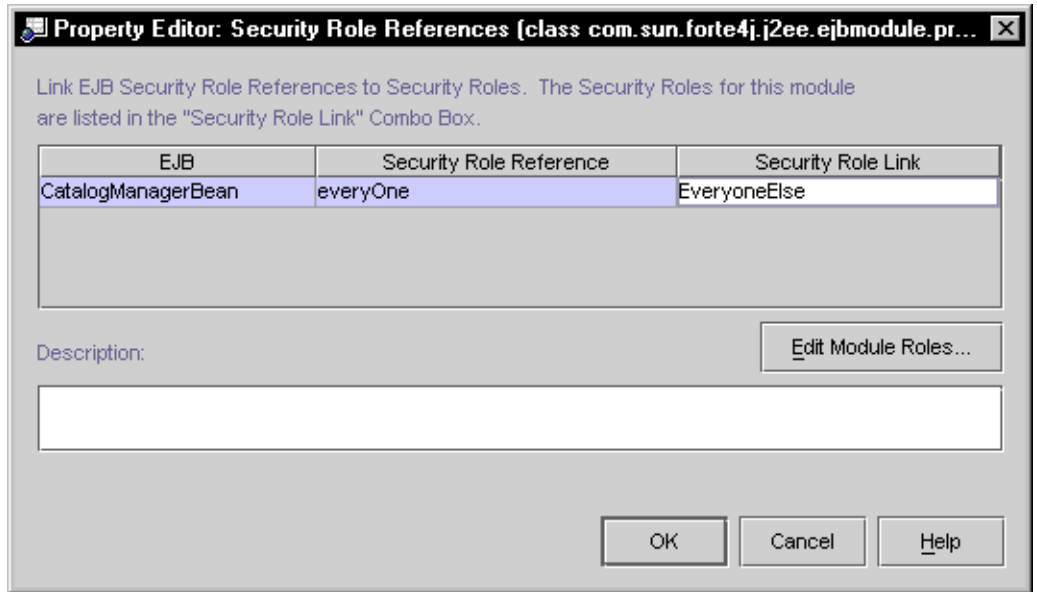 Property Editor: Security Role References (class com.sun.forte4j.j2ee.ejbmodule.pr...
Link EJB Security Role References to Security Roles.  The Security Roles for this module
are listed in the "Security Role Link" Combo Box.
EJB Security Role Reference Security Role Link
CatalogManagerBean everyOne EveryoneElse
Edit Module Roles...
Description:
OK Cancel Help